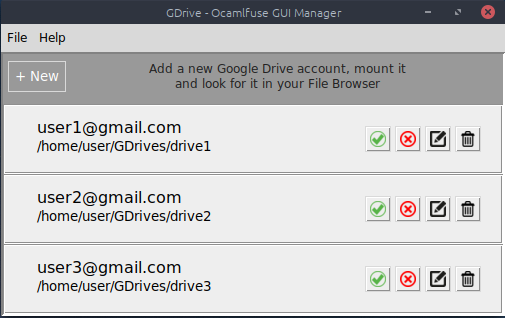 GDrive - Ocamlfuse GUI Manager
File Help
+ New
Add a new Google Drive account, mount it
and look for it in your File Browser
user1@gmail.com
/home/user/GDrives/drive1
user2@gmail.com
/home/user/GDrives/drive2
user3@gmail.com
/home/user/GDrives/drive3